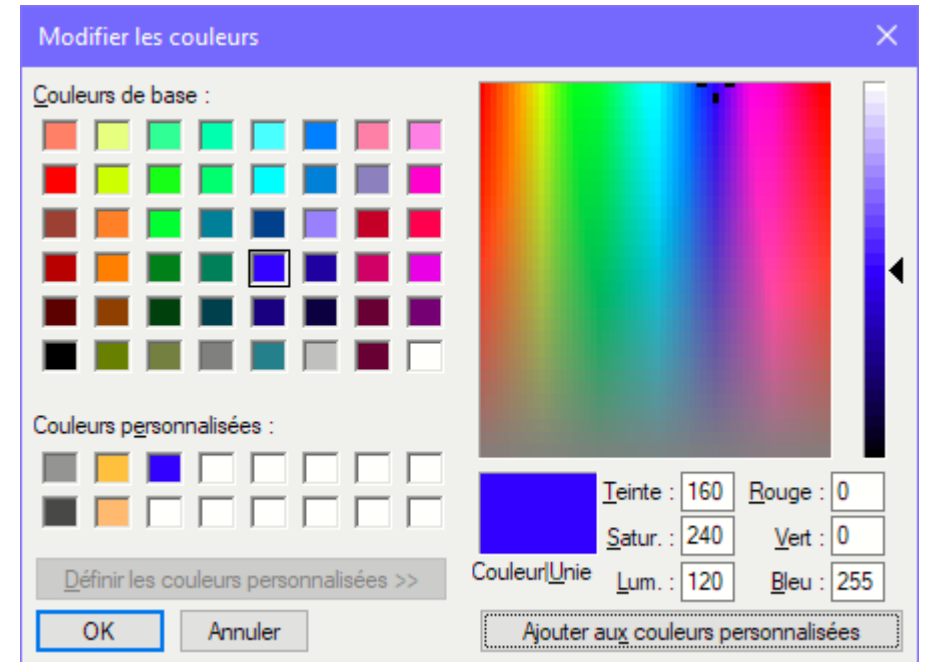 Modifier les couleurs
Couleurs de base :
Couleurs personnalisées :
Définir les couleurs personnalisées >>
OK
Annuler
Couleur|Unie
Teinte : 160
Satur. : 240
Lum. : 120
Rouge : 0
Vert : 0
Bleu : 255
Ajouter aux couleurs personnalisées